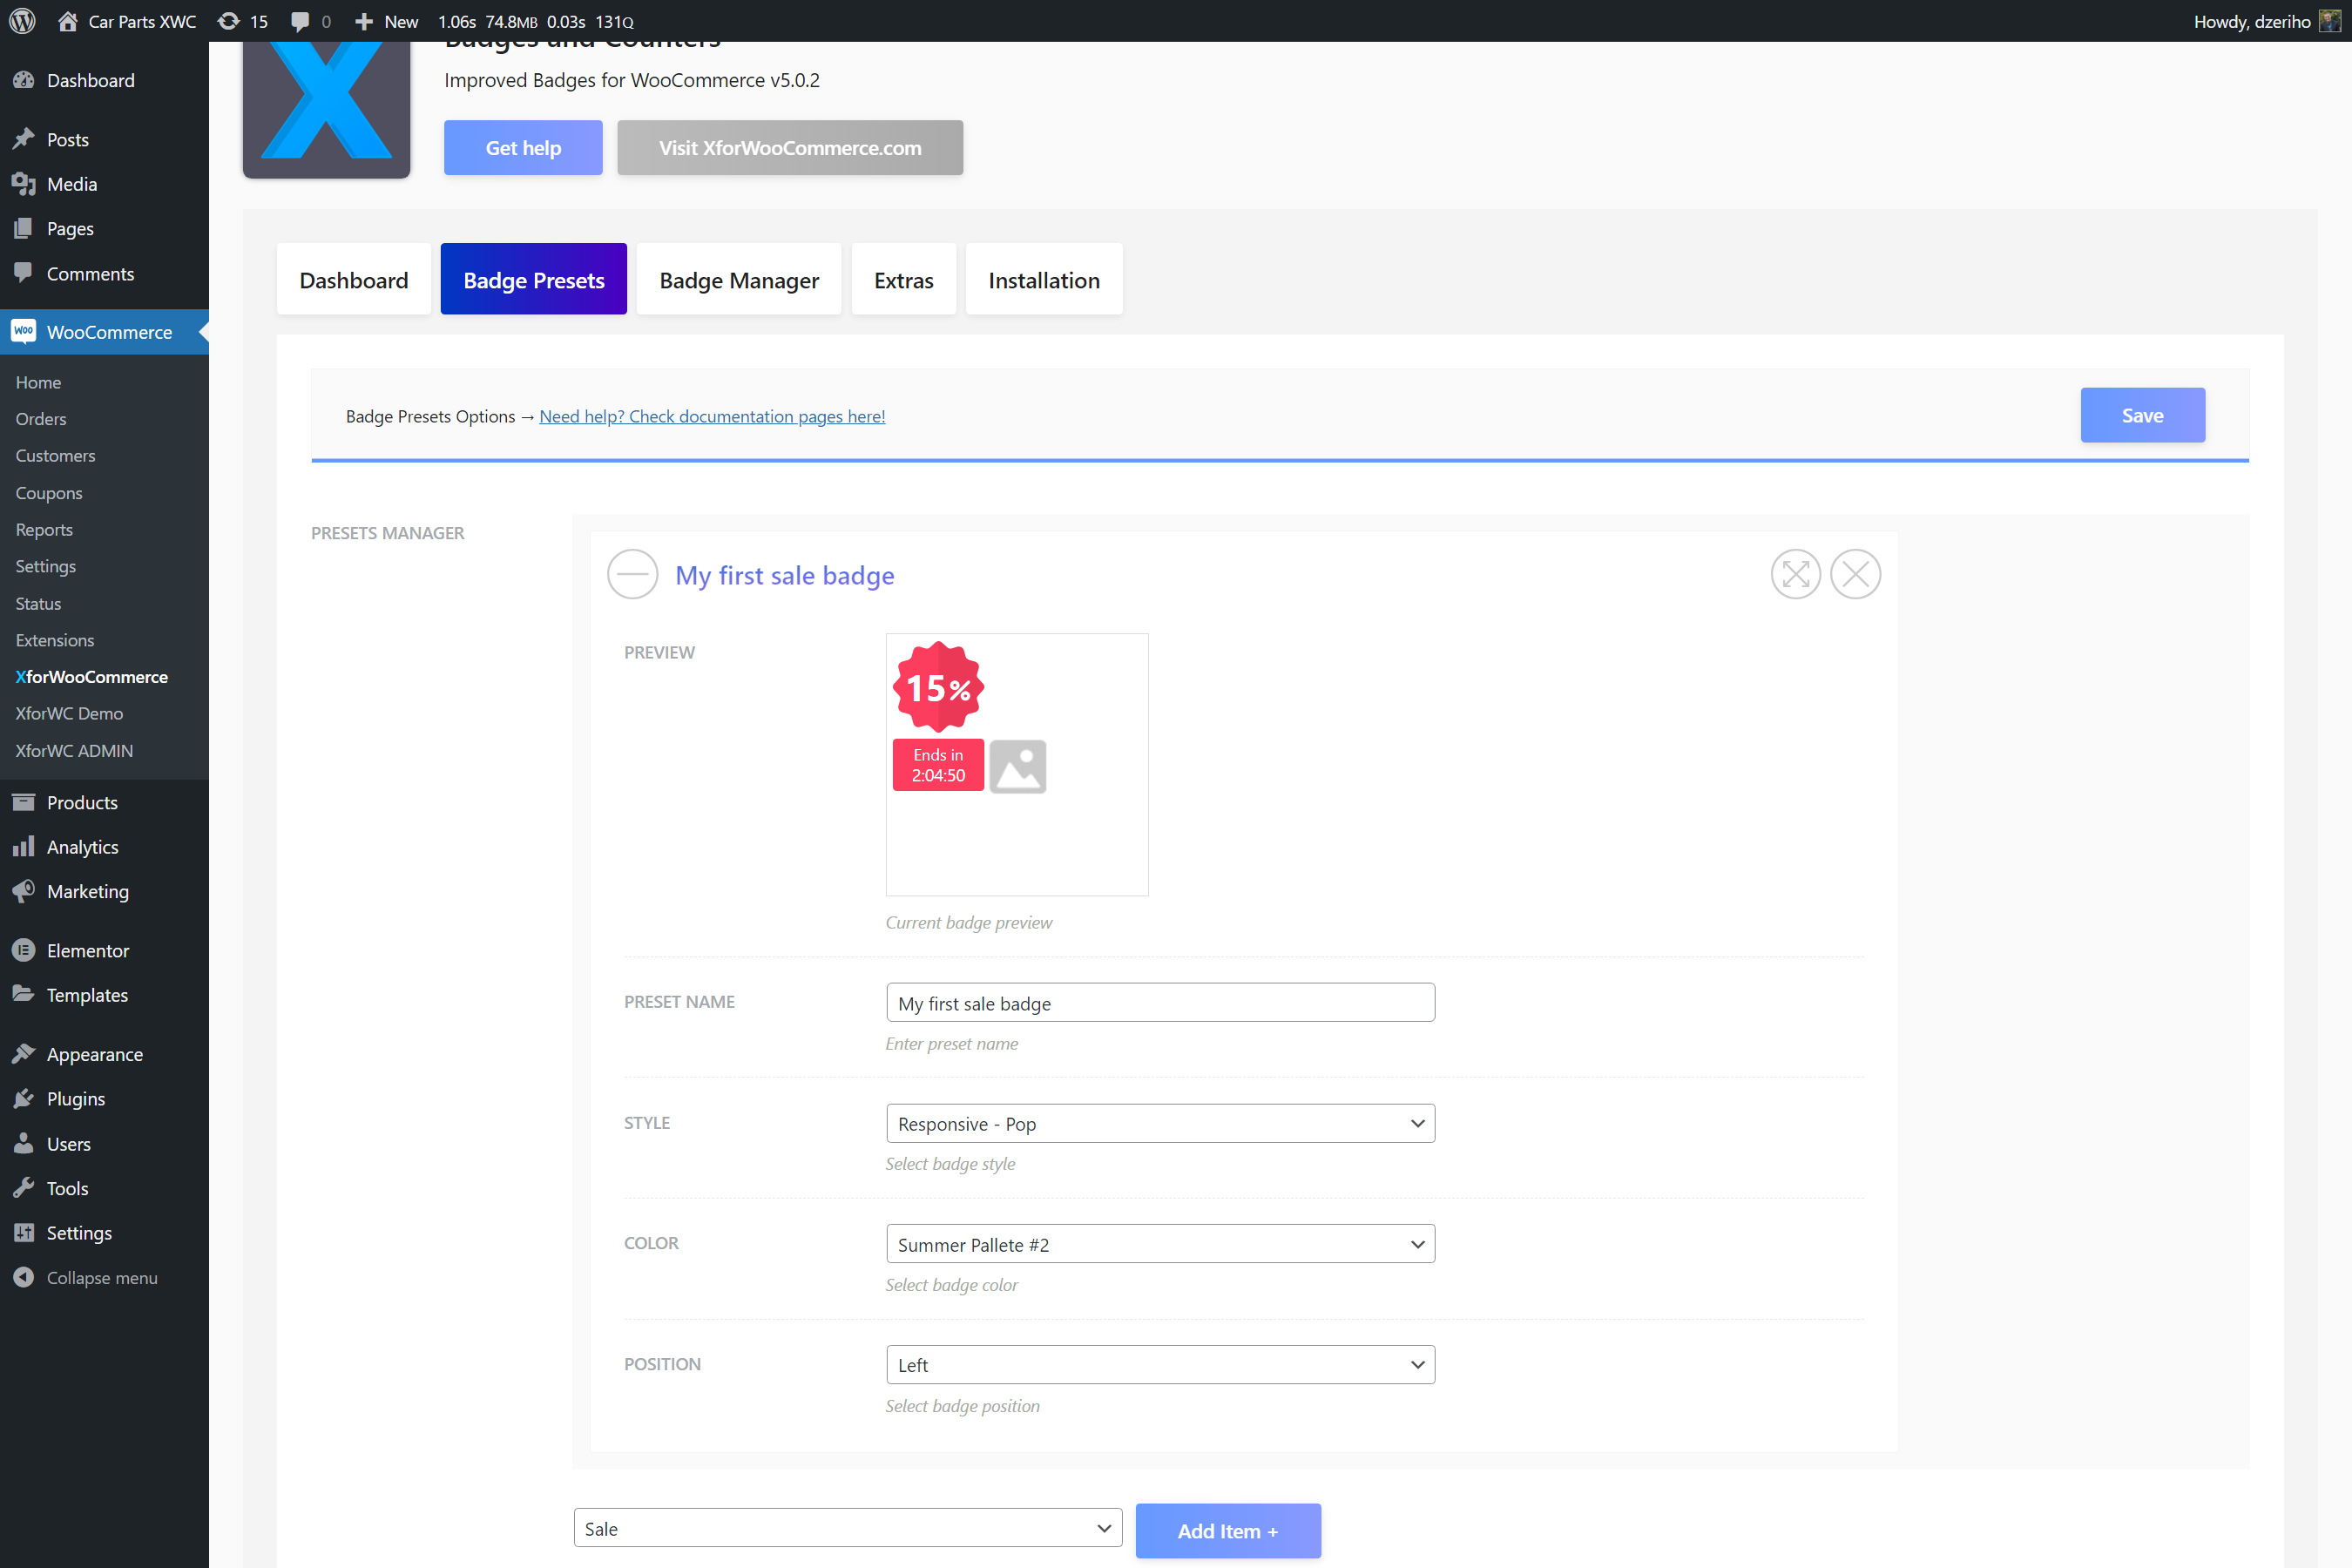 Car Parts XWC 15 0 New 1.06s 74.8MB 0.03s 131Q Howdy, dzeriho
Dashboard
Posts
Media
Pages
Comments
WooCommerce
Home
Orders
Customers
Coupons
Reports
Settings
Status
Extensions
XforWooCommerce
XforWC Demo
XforWC ADMIN
Products
Analytics
Marketing
Elementor
Templates
Appearance
Plugins
Users
Tools
Settings
Collapse menu
Badges and Counters
Improved Badges for WooCommerce v5.0.2
Get help Visit XforWooCommerce.com
Dashboard Badge Presets Badge Manager Extras Installation
Badge Presets Options → Need help? Check documentation pages here! Save
PRESETS MANAGER
My first sale badge
PREVIEW
15%
Ends in
2:04:50
Current badge preview
PRESET NAME My first sale badge
Enter preset name
STYLE Responsive - Pop
Select badge style
COLOR Summer Pallete #2
Select badge color
POSITION Left
Select badge position
Sale Add Item +